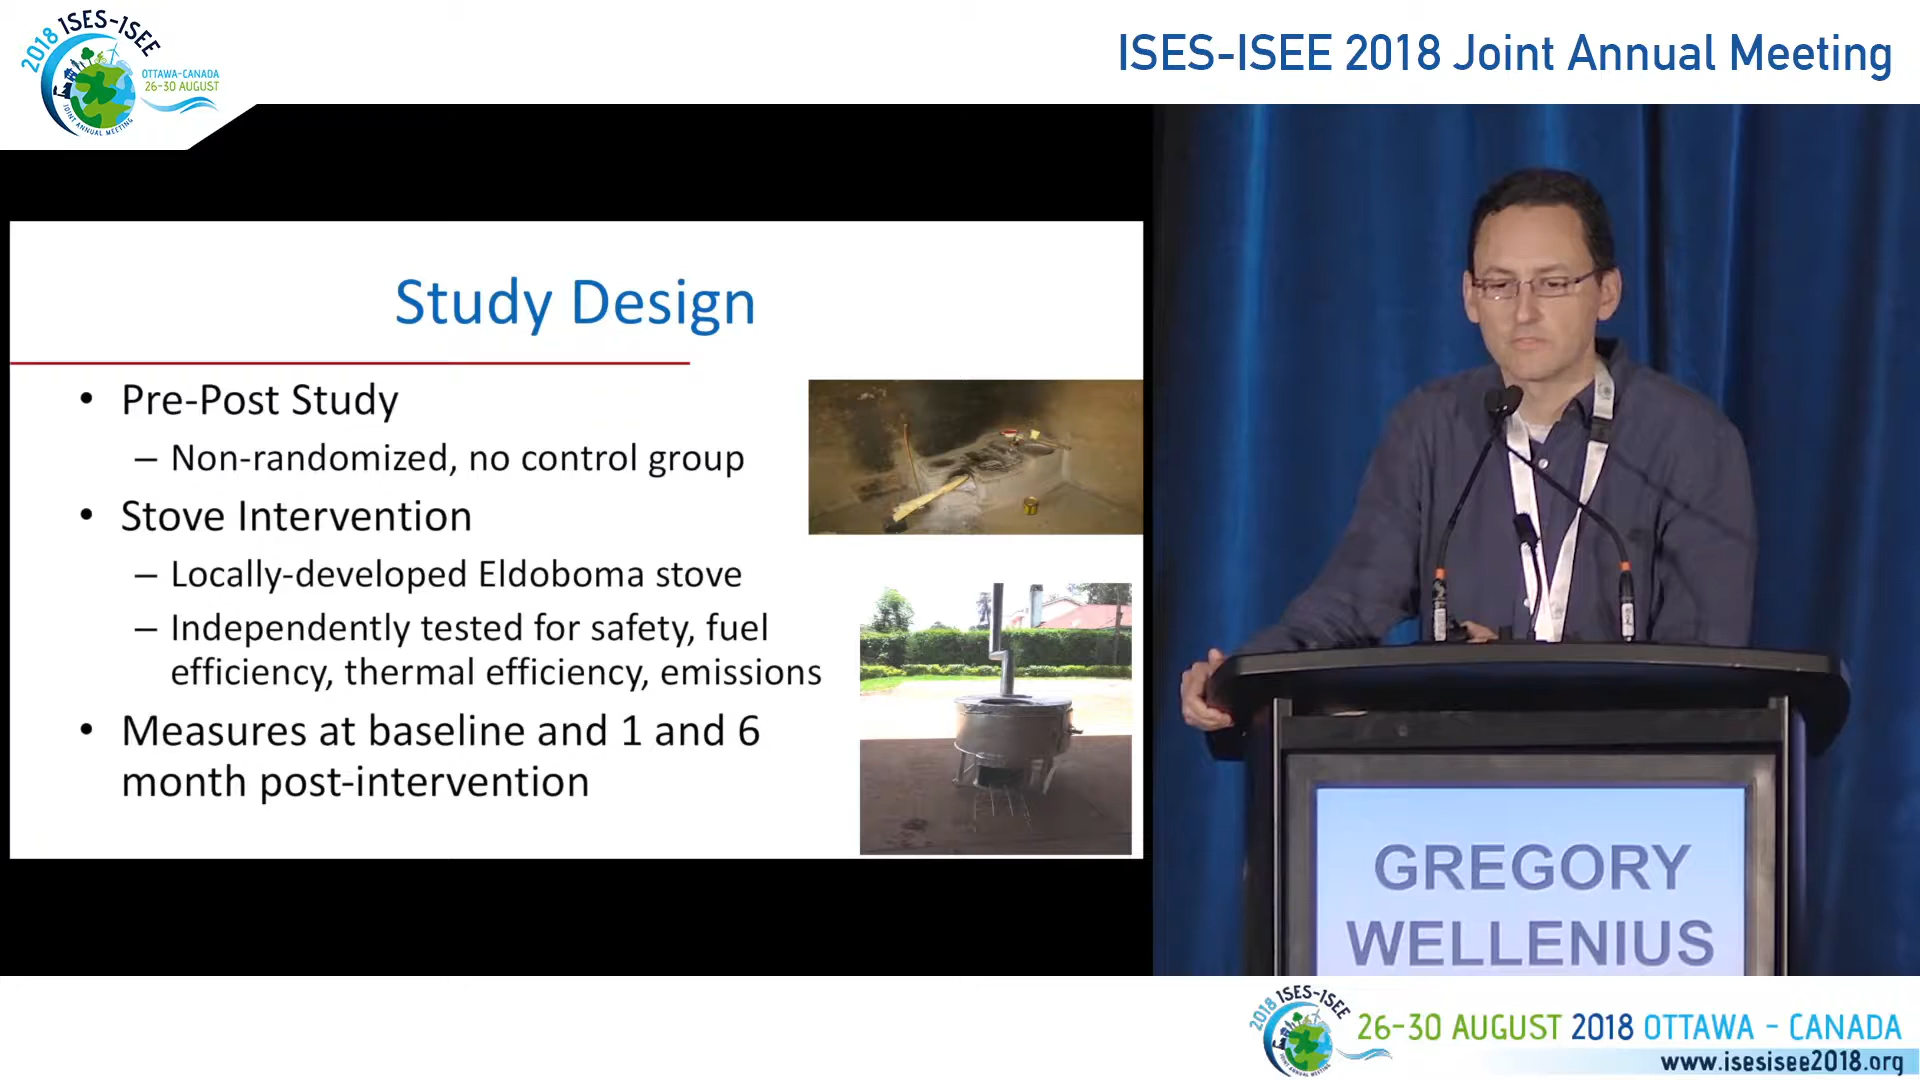 2018 ISES-ISEE
OTTAWA-CANADA
26-30 AUGUST
JOINT ANNUAL MEETING
ISES-ISEE 2018 Joint Annual Meeting
Study Design
• Pre-Post Study
– Non-randomized, no control group
• Stove Intervention
– Locally-developed Eldoboma stove
– Independently tested for safety, fuel
efficiency, thermal efficiency, emissions
• Measures at baseline and 1 and 6
month post-intervention
GREGORY
WELLENIUS
2018 ISES-ISEE
JOINT ANNUAL MEETING
26-30 AUGUST 2018 OTTAWA - CANADA
www.isesisee2018.org